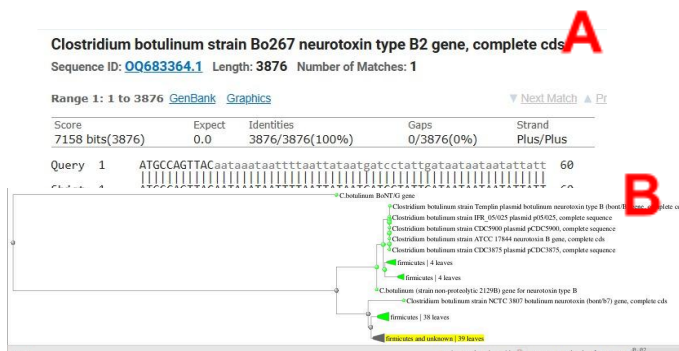 A
Clostridium botulinum strain Bo267 neurotoxin type B2 gene, complete cds
Sequence ID: OQ683364.1 Length: 3876 Number of Matches: 1
Range 1: 1 to 3876 GenBank Graphics Next Match Pr
Score Expect Identities Gaps Strand
7158 bits(3876) 0.0 3876/3876(100%) 0/3876(0%) Plus/Plus
Query 1 ATGCCAGTTACaataaataattttaattataatgatcctattgataataataatattatt 60
B
C.botulinum BoNT/G gene
Clostridium botulinum strain Templin plasmid botulinum neurotoxin type B (bont/B) gene, complete cds
Clostridium botulinum strain IFR_05/025 plasmid p05/025, complete sequence
Clostridium botulinum strain CDC5900 plasmid pCDC5900, complete sequence
Clostridium botulinum strain ATCC 17844 neurotoxin B gene, complete cds
Clostridium botulinum strain CDC3875 plasmid pCDC3875, complete sequence
firmicutes | 4 leaves
firmicutes | 4 leaves
C.botulinum (strain non-proteolytic 2129B) gene for neurotoxin type B
Clostridium botulinum strain NCTC 3807 botulinum neurotoxin (bont/b7) gene, complete cds
firmicutes | 38 leaves
firmicutes and unknown | 39 leaves